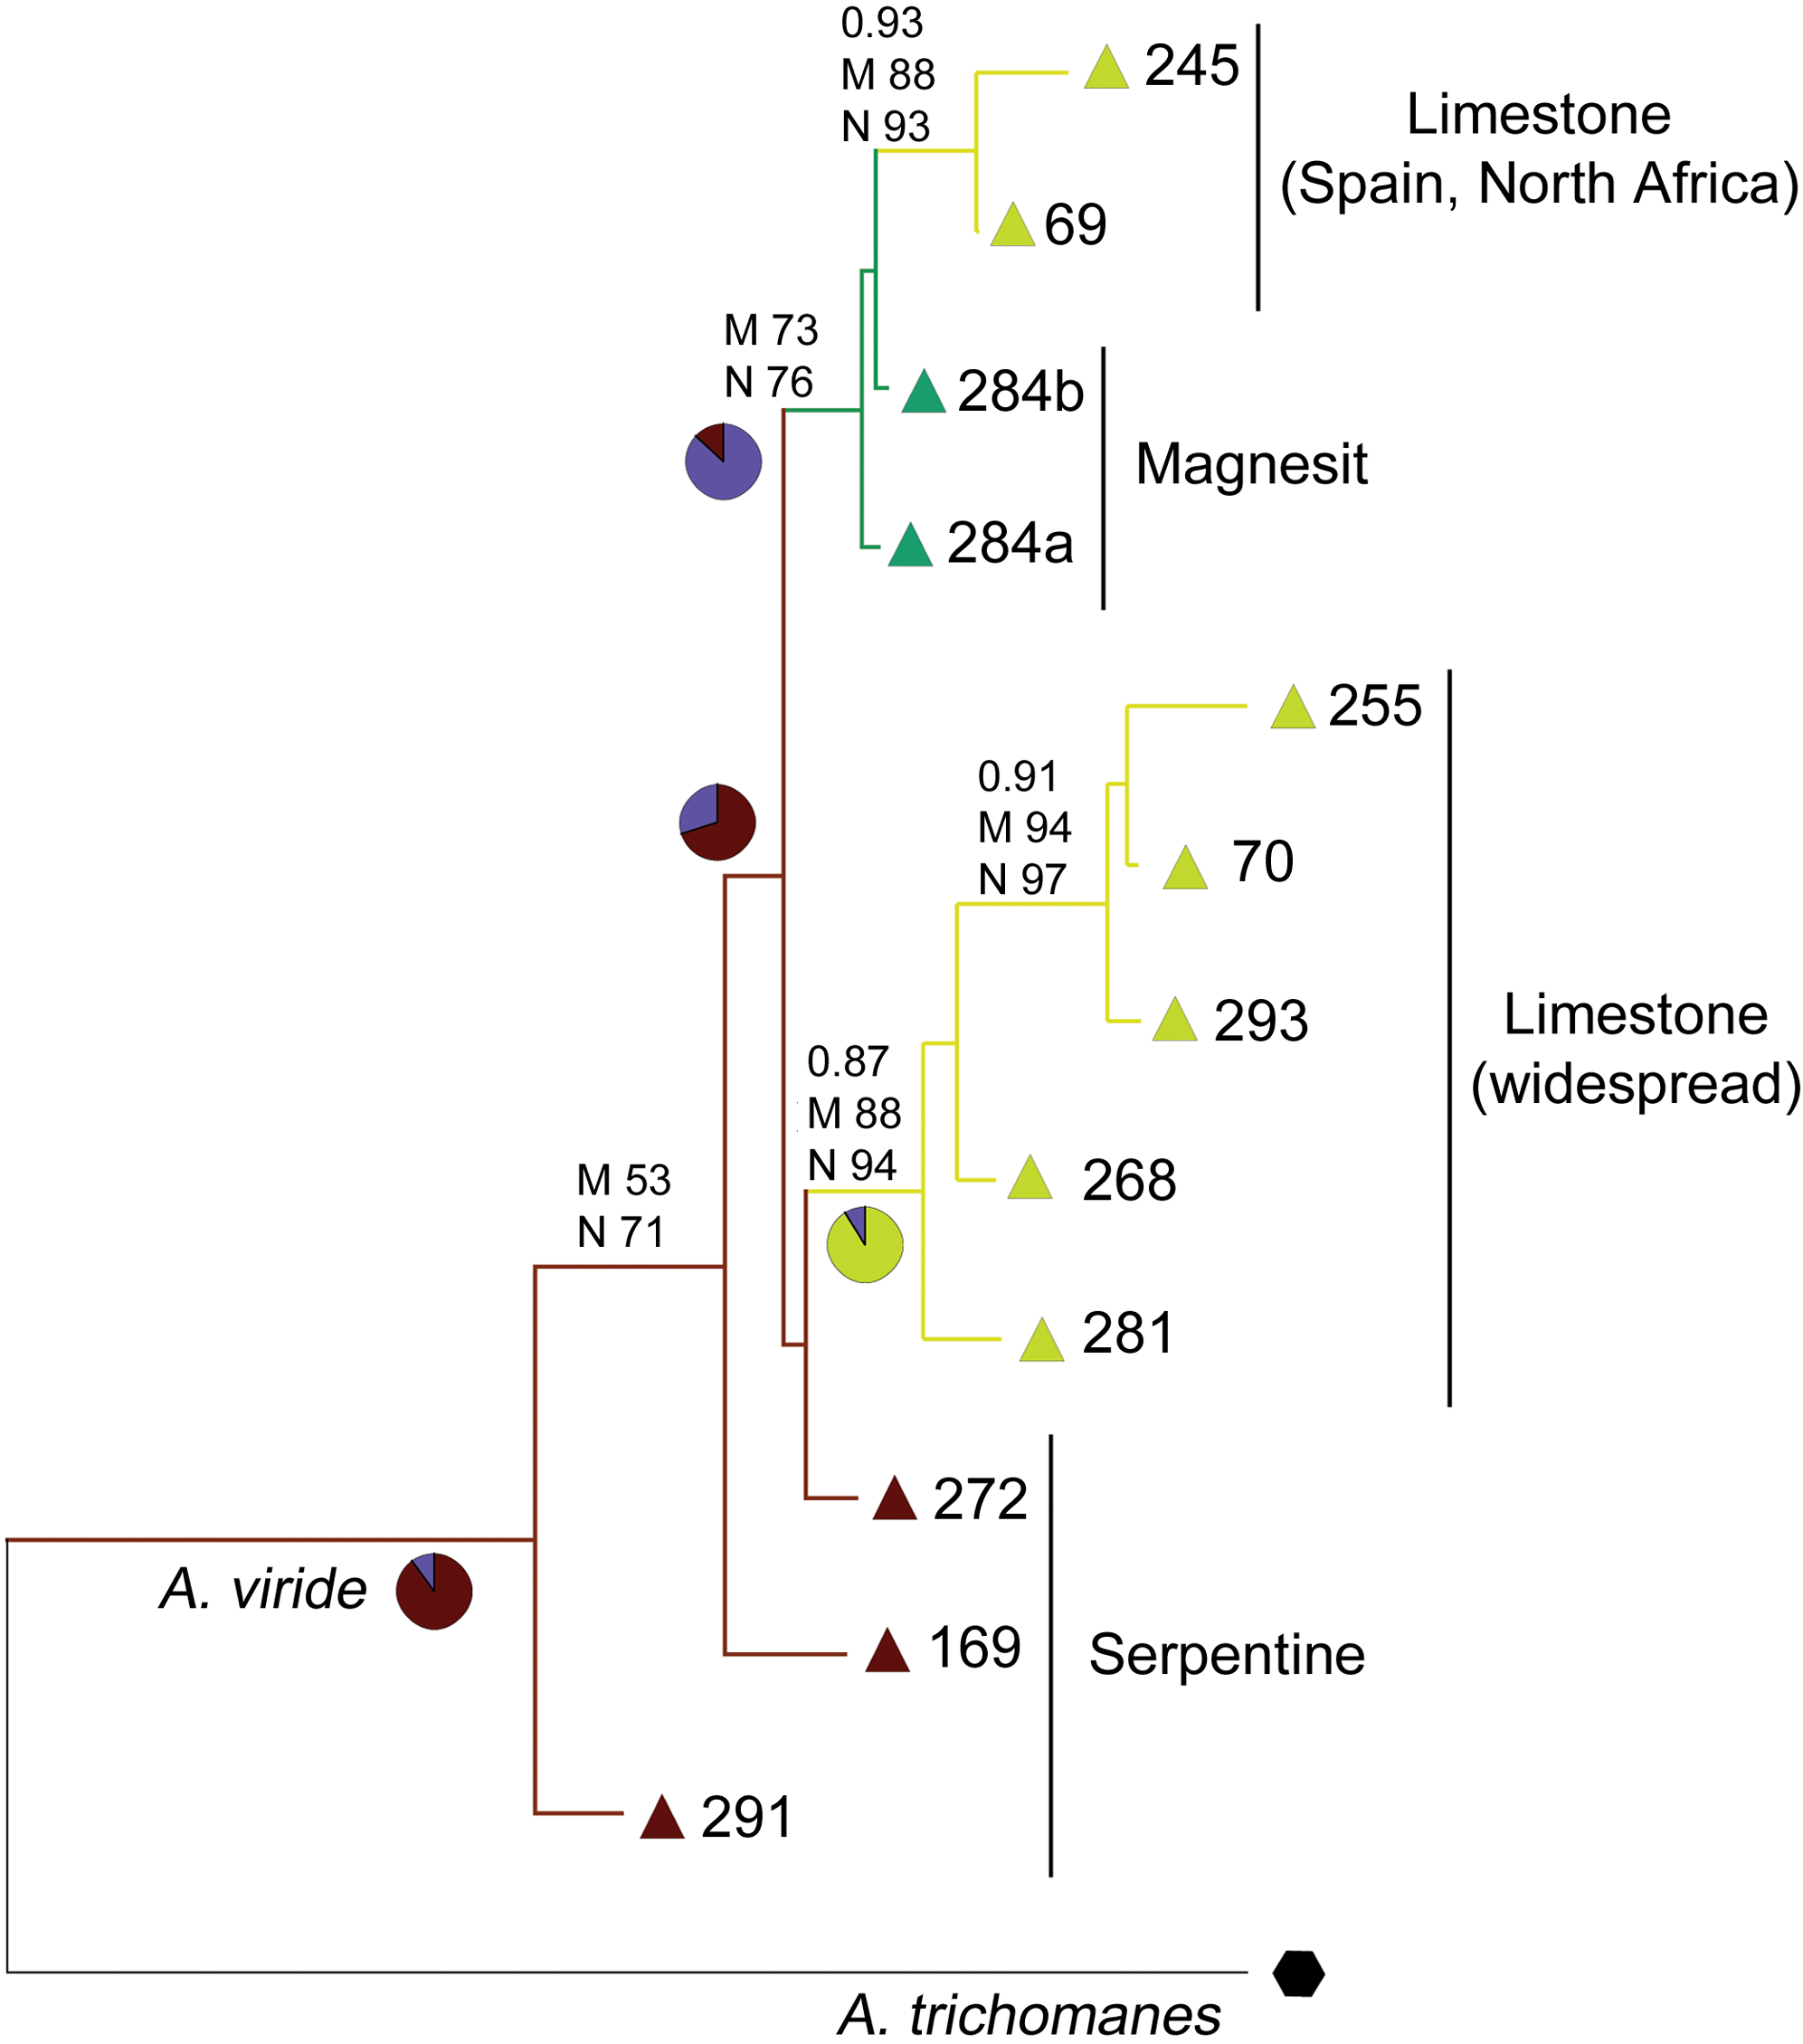 0.93
M 88
N 93
245
Limestone
(Spain, North Africa)
69
M 73
N 76
284b
Magnesit
284a
255
0.91
M 94
N 97
70
293
Limestone
(widespread)
0.87
M 88
N 94
268
M 53
N 71
281
272
A. viride
169
Serpentine
291
A. trichomanes